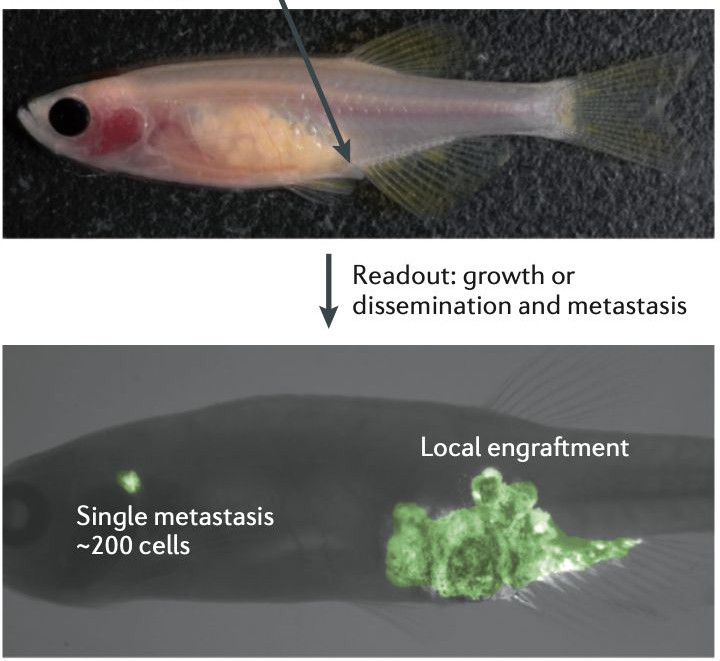 Readout: growth or
dissemination and metastasis
Local engraftment
Single metastasis
~200 cells